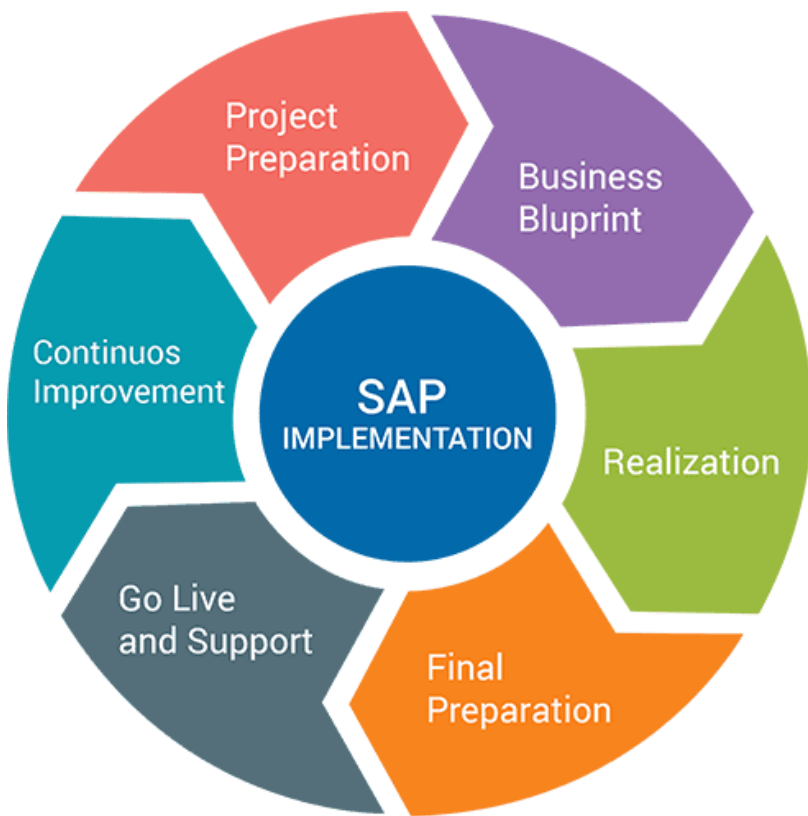 Project
Preparation
Business
Bluprint
Realization
Final
Preparation
Go Live
and Support
Continuos
Improvement
SAP
IMPLEMENTATION